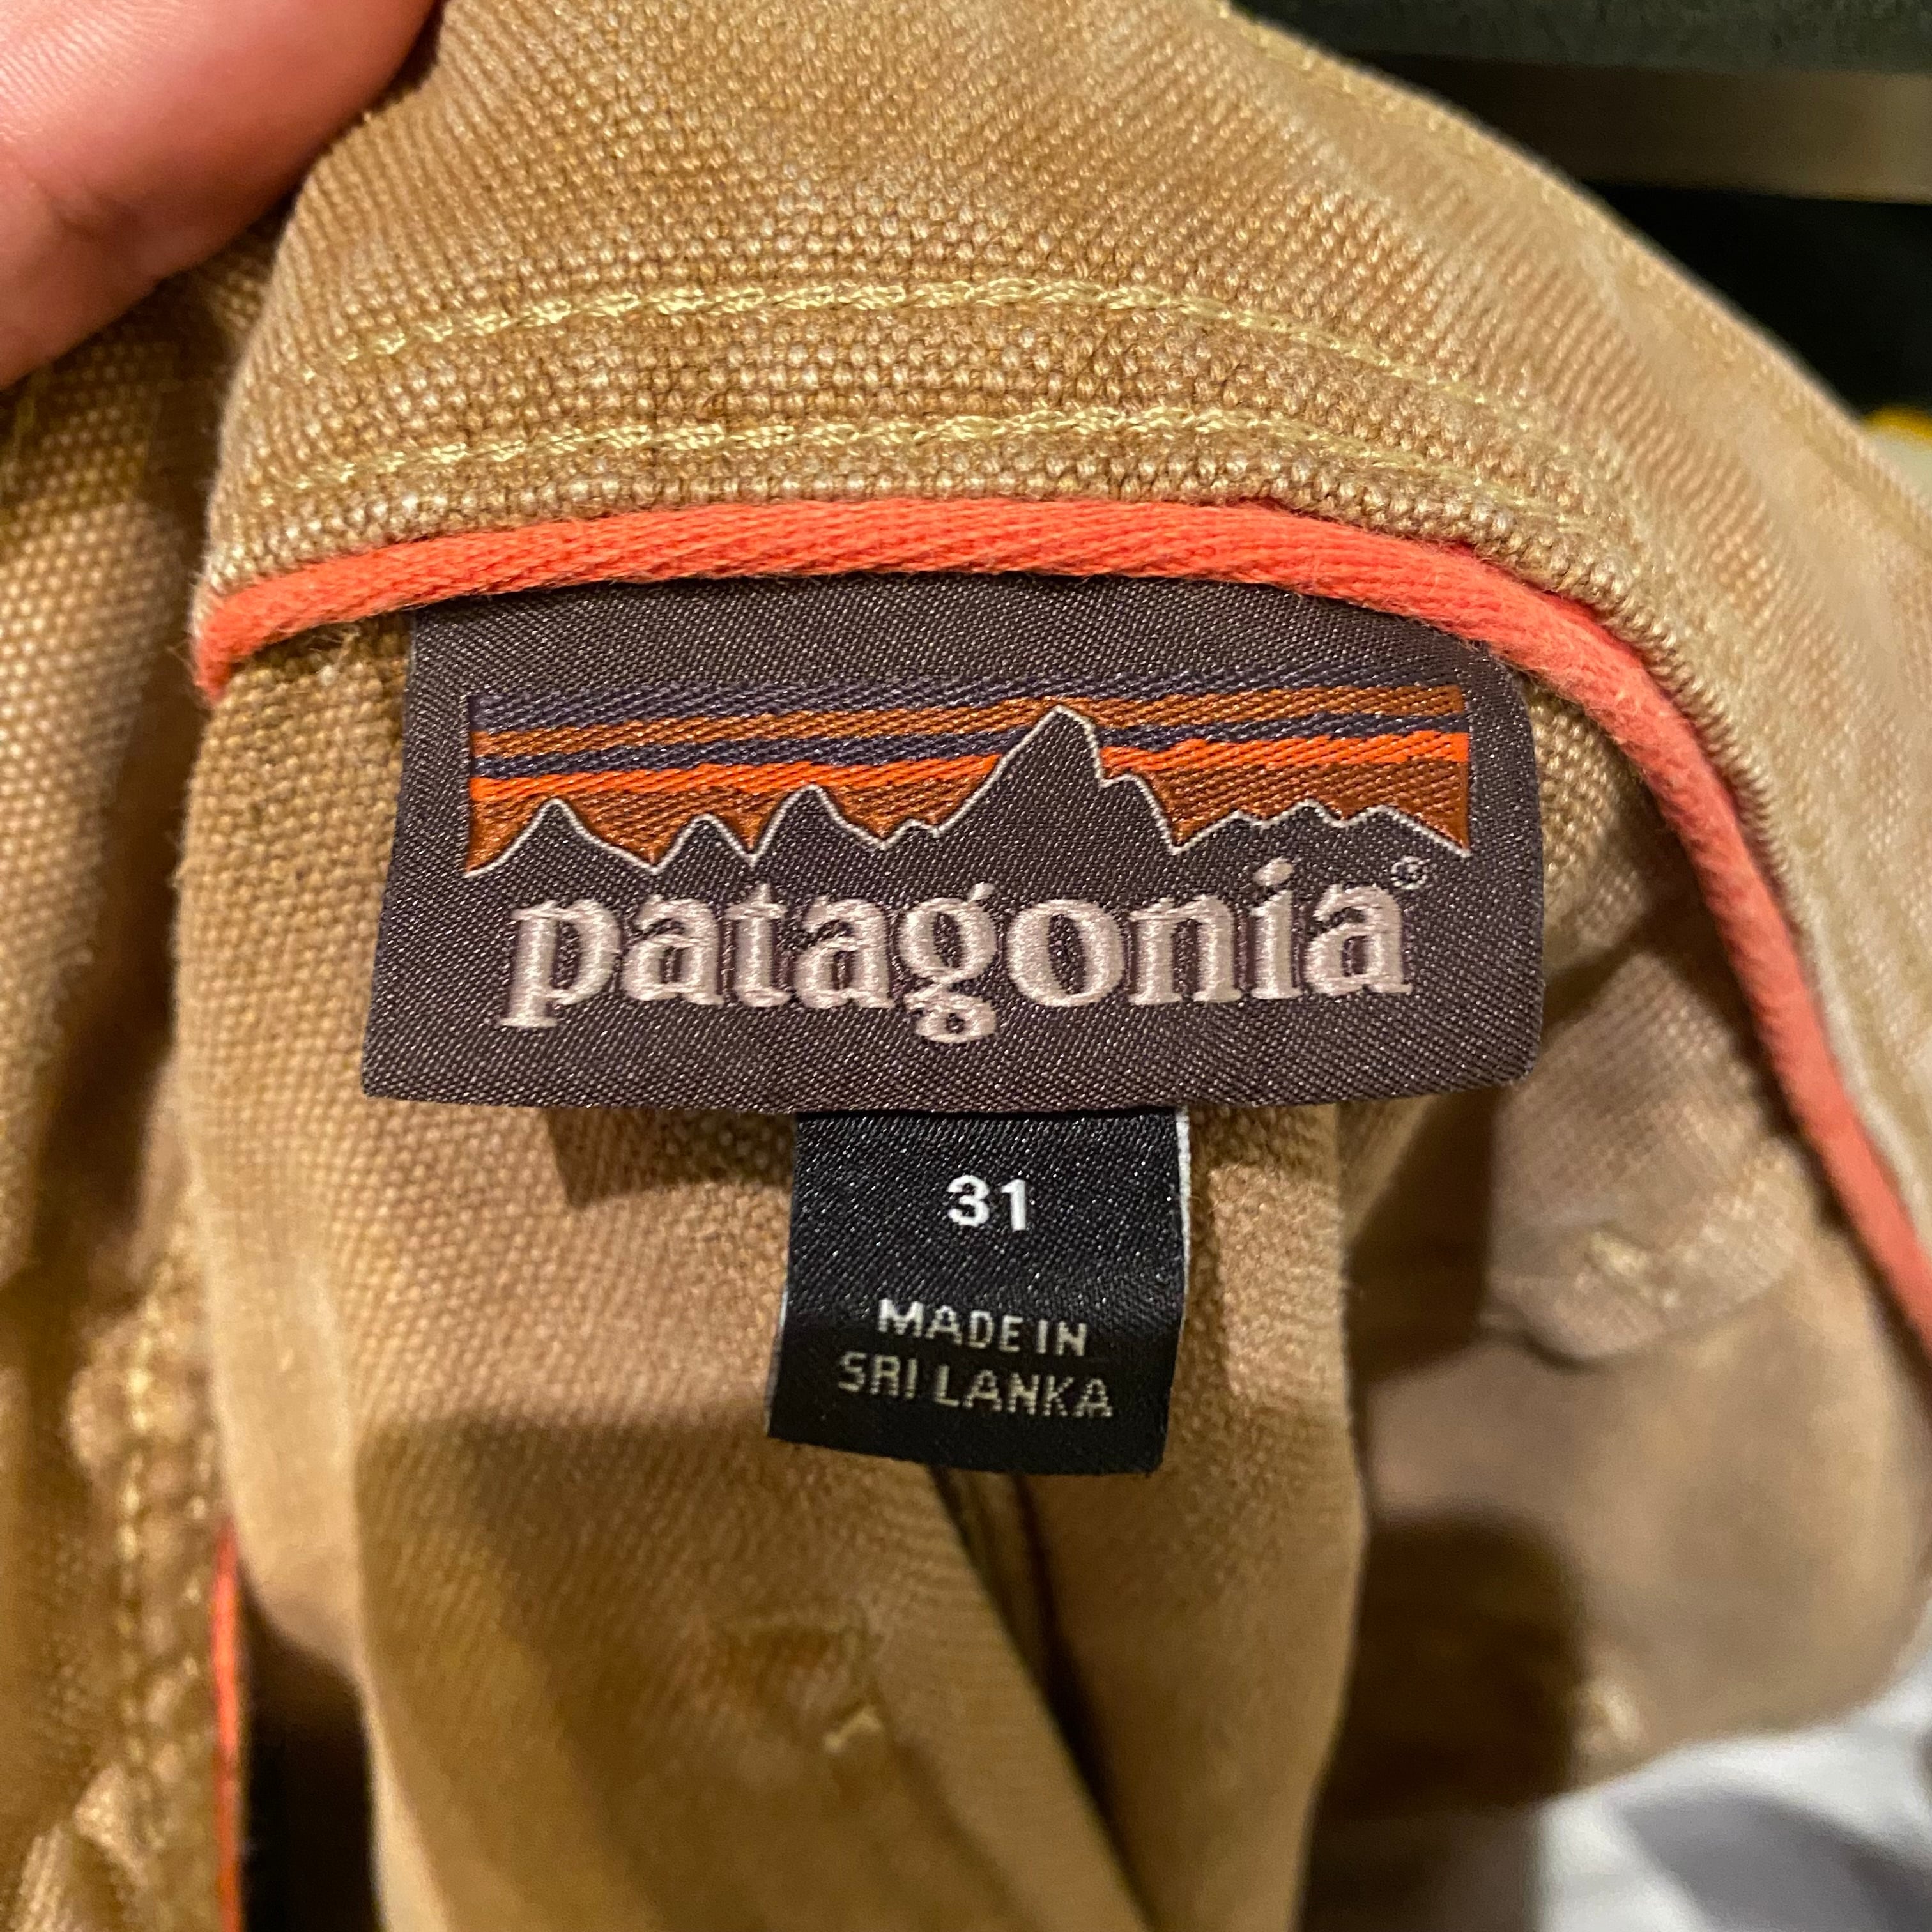 patagonia®
31
MADE IN
SRI LANKA